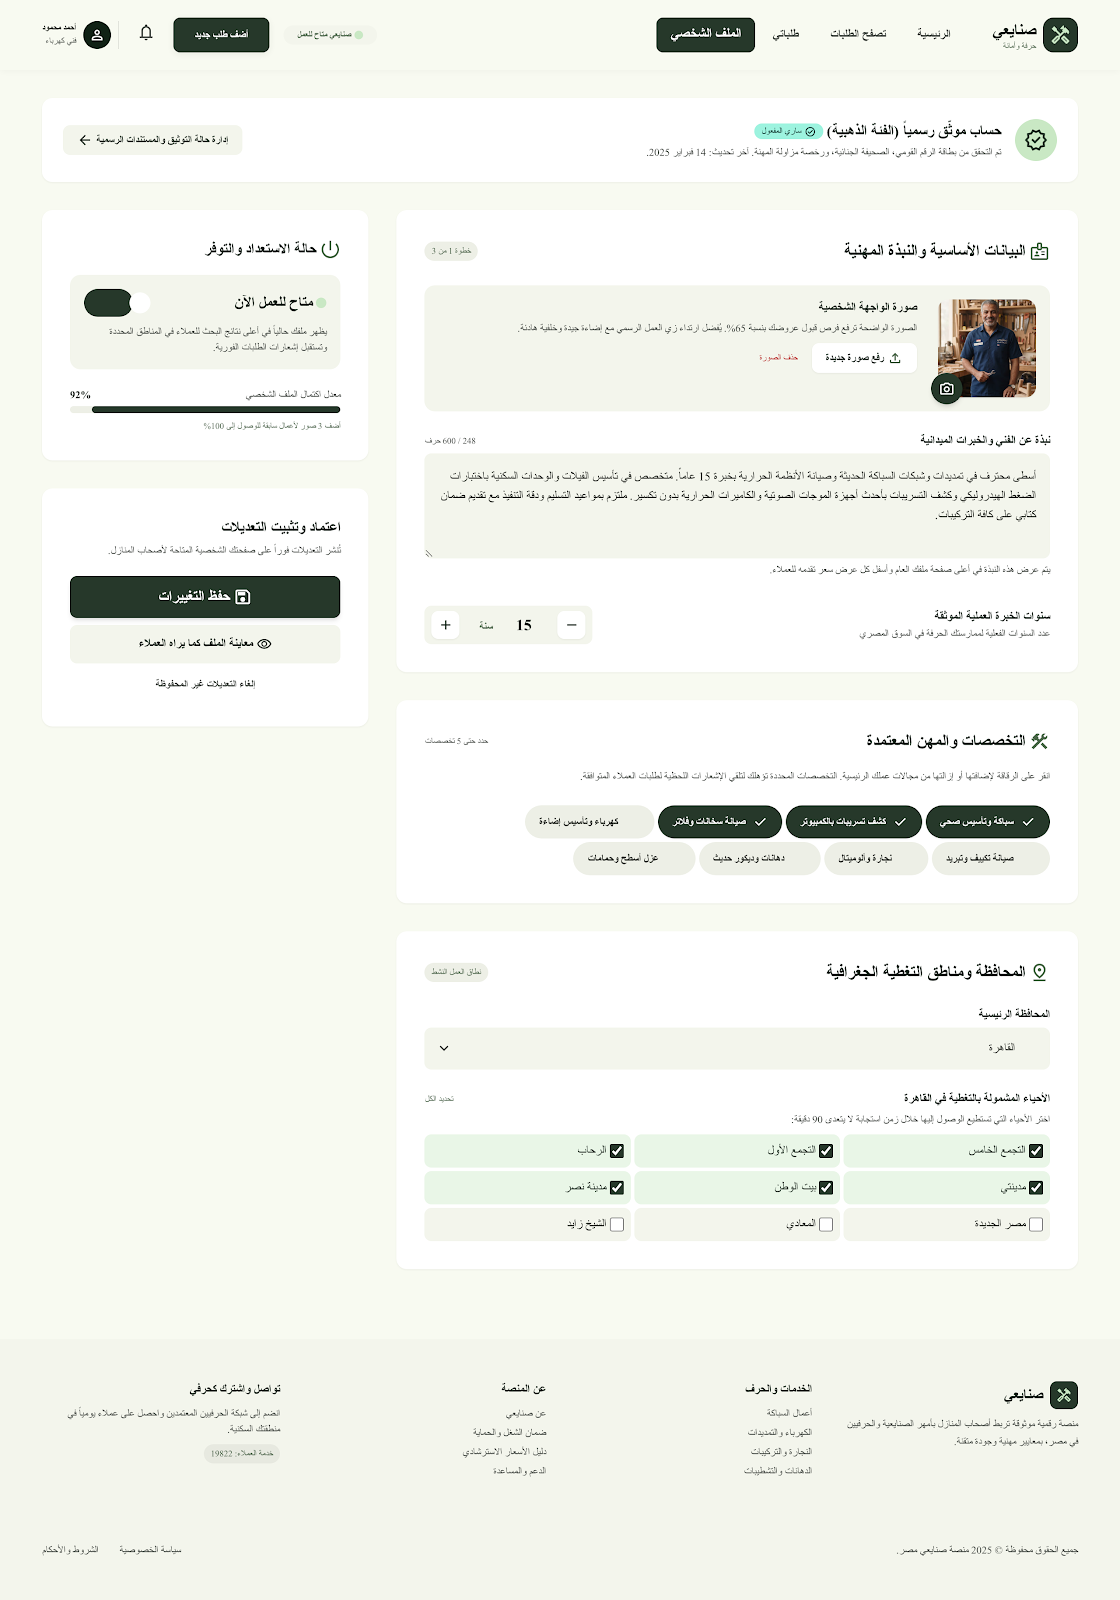 صنايعي
حرفة وأمانة
الرئيسية
تصفح الطلبات
طلباتي
الملف الشخصي
صنايعي متاح للعمل
أضف طلب جديد
أحمد محمود
فني كهرباء
حساب موثّق رسمياً (الفئة الذهبية)
ساري المفعول
تم التحقق من بطاقة الرقم القومي، الصحيفة الجنائية، ورخصة مزاولة المهنة. آخر تحديث: 14 فبراير 2025.
إدارة حالة التوثيق والمستندات الرسمية
البيانات الأساسية والنبذة المهنية
خطوة 1 من 3
صورة الواجهة الشخصية
الصورة الواضحة ترفع فرص قبول عروضك بنسبة 65%. يُفضل ارتداء زي العمل الرسمي مع إضاءة جيدة وخلفية هادئة.
رفع صورة جديدة
حذف الصورة
نبذة عن الفني والخبرات الميدانية
248 / 600 حرف
أسطى محترف في تمديدات وشبكات السباكة الحديثة وصيانة الأنظمة الحرارية بخبرة 15 عاماً. متخصص في تأسيس الفيلات والوحدات السكنية باختبارات
الضغط الهيدروليكي وكشف التسريبات بأحدث أجهزة الموجات الصوتية والكاميرات الحرارية بدون تكسير. ملتزم بمواعيد التسليم ودقة التنفيذ مع تقديم ضمان
كتابي على كافة التركيبات.
يتم عرض هذه النبذة في أعلى صفحة ملفك العام وأسفل كل عرض سعر تقدمه للعملاء.
سنوات الخبرة العملية الموثقة
عدد السنوات الفعلية لممارستك الحرفة في السوق المصري
15
سنة
حالة الاستعداد والتوفر
متاح للعمل الآن
يظهر ملفك حالياً في أعلى نتائج البحث للعملاء في المناطق المحددة
وتستقبل إشعارات الطلبات الفورية.
معدل اكتمال الملف الشخصي
92%
أضف 3 صور لأعمال سابقة للوصول إلى 100%
اعتماد وتثبيت التعديلات
تُنشر التعديلات فوراً على صفحتك الشخصية المتاحة لأصحاب المنازل.
حفظ التغييرات
معاينة الملف كما يراه العملاء
إلغاء التعديلات غير المحفوظة
التخصصات والمهن المعتمدة
حدد حتى 5 تخصصات
انقر على الرقاقة لإضافتها أو إزالتها من مجالات عملك الرئيسية. التخصصات المحددة تؤهلك لتلقي الإشعارات اللحظية لطلبات العملاء المتوافقة.
سباكة وتأسيس صحي
كشف تسريبات بالكمبيوتر
صيانة سخانات وفلاتر
كهرباء وتأسيس إضاءة
صيانة تكييف وتبريد
نجارة وألوميتال
دهانات وديكور حديث
عزل أسطح وحمامات
المحافظة ومناطق التغطية الجغرافية
نطاق العمل النشط
المحافظة الرئيسية
القاهرة
الأحياء المشمولة بالتغطية في القاهرة
تحديد الكل
اختر الأحياء التي تستطيع الوصول إليها خلال زمن استجابة لا يتعدى 90 دقيقة:
التجمع الخامس
التجمع الأول
الرحاب
مدينتي
بيت الوطن
مدينة نصر
مصر الجديدة
المعادي
الشيخ زايد
صنايعي
منصة رقمية موثوقة تربط أصحاب المنازل بأمهر الصنايعية والحرفيين
في مصر، بمعايير مهنية وجودة متقنة.
الخدمات والحرف
أعمال السباكة
الكهرباء والتمديدات
النجارة والتركيبات
الدهانات والتشطيبات
عن المنصة
عن صنايعي
ضمان الشغل والحماية
دليل الأسعار الاسترشادي
الدعم والمساعدة
تواصل واشترك كحرفي
انضم إلى شبكة الحرفيين المعتمدين واحصل على عملاء يومياً في
منطقتك السكنية.
خدمة العملاء: 19822
جميع الحقوق محفوظة © 2025 منصة صنايعي مصر.
سياسة الخصوصية
الشروط والأحكام